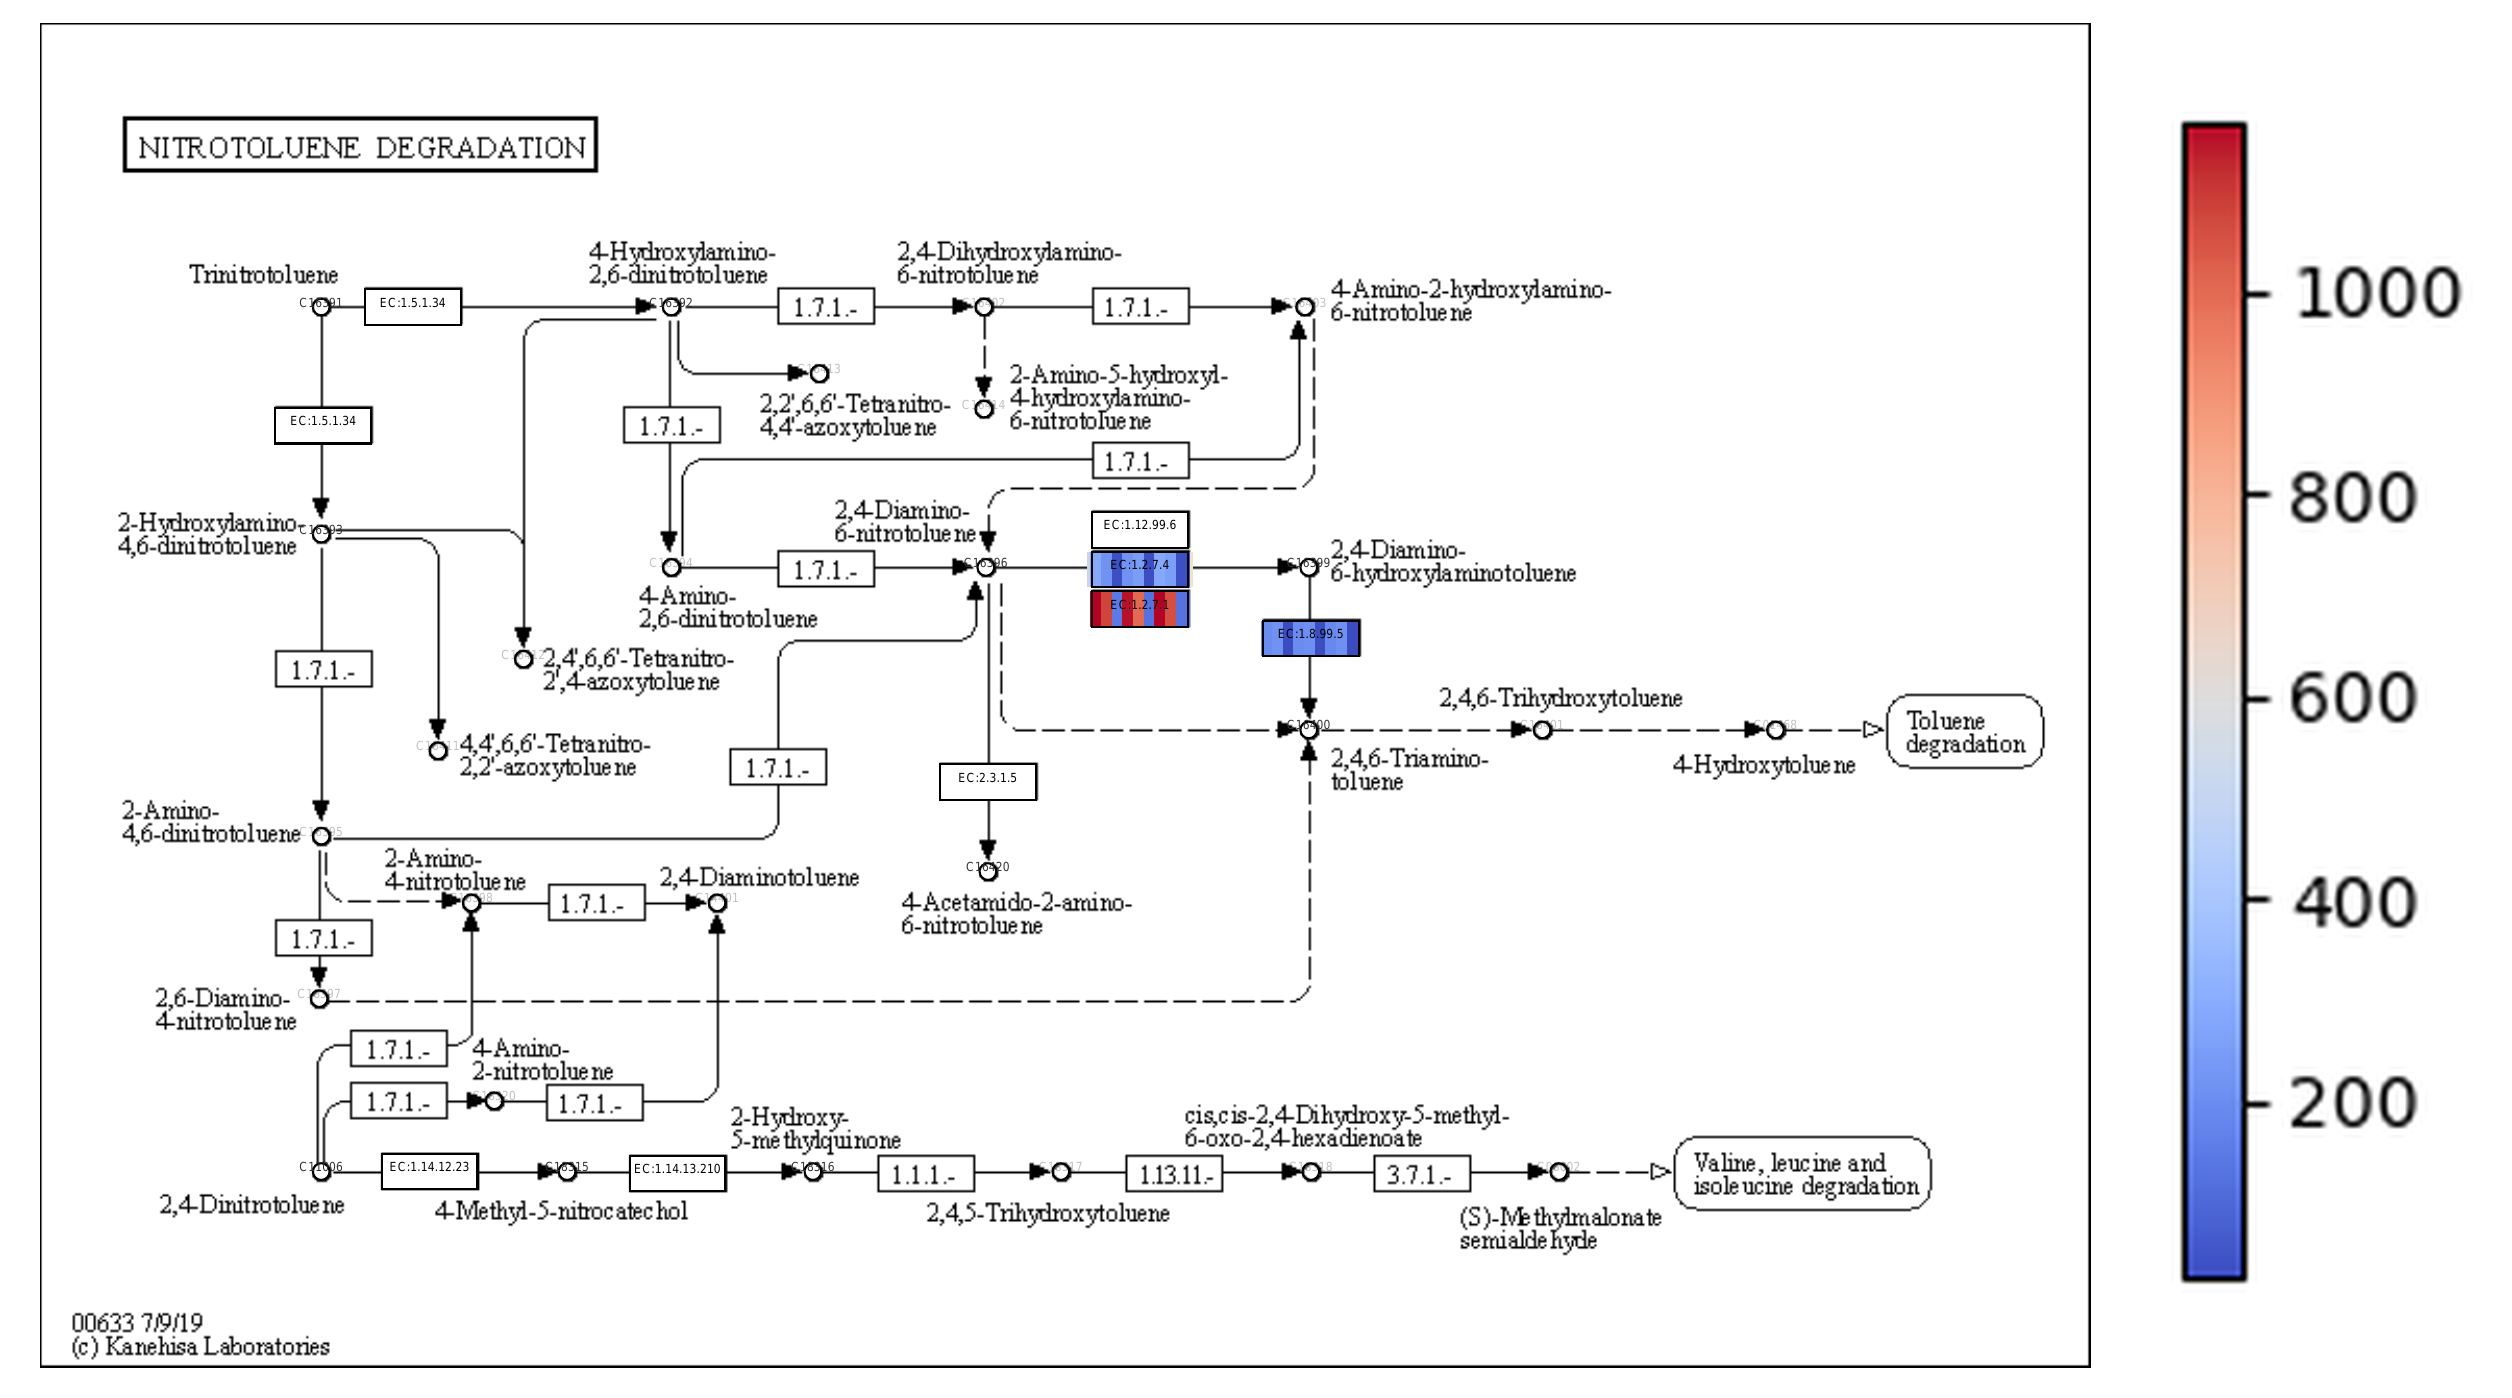 NITROTOLUENE DEGRADATION
Trinitrotoluene
C16391
EC:1.5.1.34
4-Hydroxylamino-
2,6-dinitrotoluene
C16392
1.7.1.-
2,4-Dihydroxylamino-
6-nitrotoluene
1.7.1.-
4-Amino-2-hydroxylamino-
6-nitrotoluene
2,2',6,6'-Tetranitro-
4,4'-azoxytoluene
2-Amino-5-hydroxyl-
4-hydroxylamino-
6-nitrotoluene
EC:1.5.1.34
1.7.1.-
1.7.1.-
2-Hydroxylamino-
4,6-dinitrotoluene
C16393
2,4-Diamino-
6-nitrotoluene
C16396
EC:1.12.99.6
EC:1.2.7.4
EC:1.2.7.1
C16399
2,4-Diamino-
6-hydroxylaminotoluene
1.7.1.-
4-Amino-
2,6-dinitrotoluene
EC:1.8.99.5
1.7.1.-
2,4',6,6'-Tetranitro-
2',4-azoxytoluene
4,4',6,6'-Tetranitro-
2,2'-azoxytoluene
1.7.1.-
EC:2.3.1.5
C16400
2,4,6-Triamino-
toluene
2,4,6-Trihydroxytoluene
4-Hydroxytoluene
Toluene
degradation
2-Amino-
4,6-dinitrotoluene
2-Amino-
4-nitrotoluene
1.7.1.-
2,4-Diaminotoluene
C16420
4-Acetamido-2-amino-
6-nitrotoluene
1.7.1.-
2,6-Diamino-
4-nitrotoluene
1.7.1.-
4-Amino-
2-nitrotoluene
1.7.1.-
1.7.1.-
C11006
2,4-Dinitrotoluene
EC:1.14.12.23
C16315
4-Methyl-5-nitrocatechol
EC:1.14.13.210
2-Hydroxy-
5-methylquinone
C16316
1.1.1.-
2,4,5-Trihydroxytoluene
1.13.11.-
cis,cis-2,4-Dihydroxy-5-methyl-
6-oxo-2,4-hexadienoate
3.7.1.-
(S)-Methylmalonate
semialdehyde
Valine, leucine and
isoleucine degradation
00633 7/9/19
(c) Kanehisa Laboratories
1000
800
600
400
200